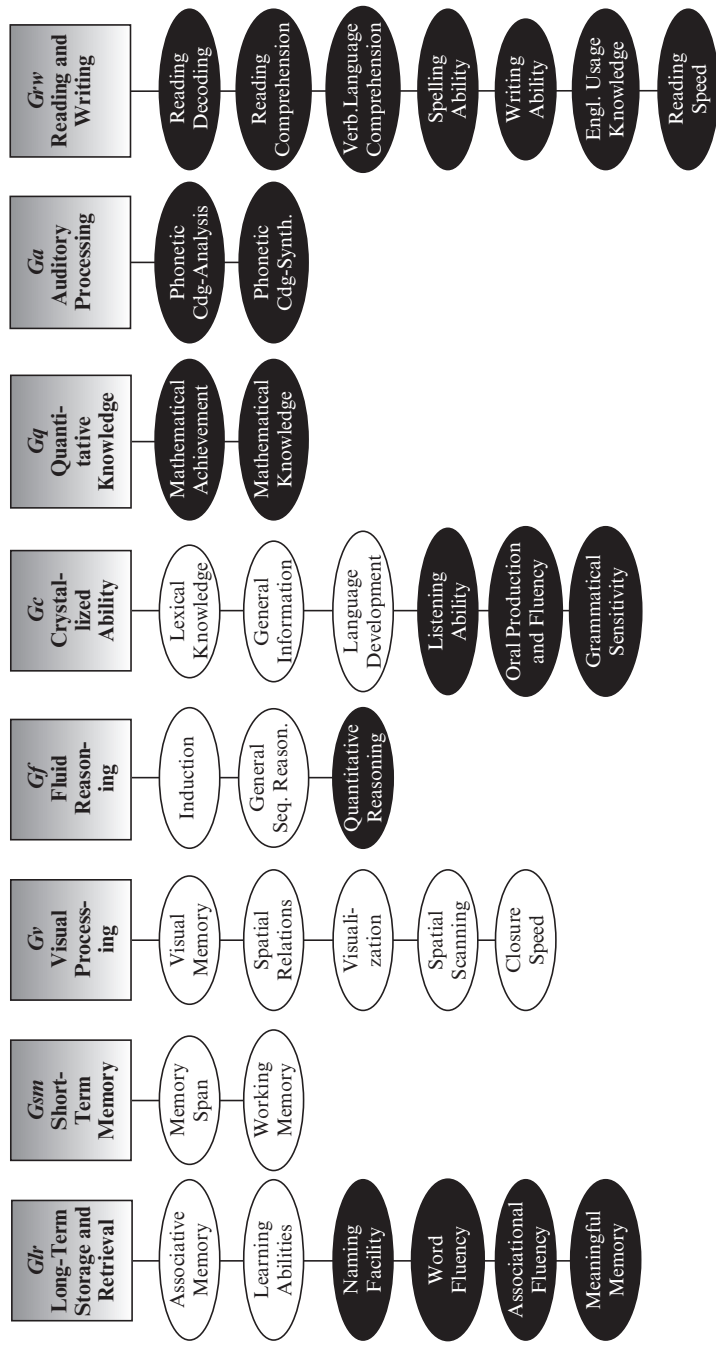 Glr
Long-Term
Storage and
Retrieval
Associative
Memory
Learning
Abilities
Naming
Facility
Word
Fluency
Associational
Fluency
Meaningful
Memory
Gsm
Short-
Term
Memory
Memory
Span
Working
Memory
Gv
Visual
Process-
ing
Visual
Memory
Spatial
Relations
Visuali-
zation
Spatial
Scanning
Closure
Speed
Gf
Fluid
Reason-
ing
Induction
General
Seq. Reason.
Quantitative
Reasoning
Gc
Crystal-
lized
Ability
Lexical
Knowledge
General
Information
Language
Development
Listening
Ability
Oral Production
and Fluency
Grammatical
Sensitivity
Gq
Quanti-
tative
Knowledge
Mathematical
Achievement
Mathematical
Knowledge
Ga
Auditory
Processing
Phonetic
Cdg-Analysis
Phonetic
Cdg-Synth.
Grw
Reading and
Writing
Reading
Decoding
Reading
Comprehension
Verb.Language
Comprehension
Spelling
Ability
Writing
Ability
Engl. Usage
Knowledge
Reading
Speed